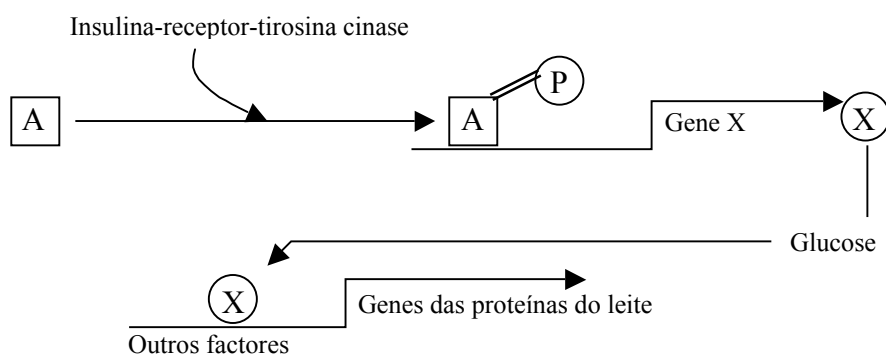 Insulina-receptor-tirosina cinase
P
A
A
Gene X
X
Glucose
X
Genes das proteínas do leite
Outros factores